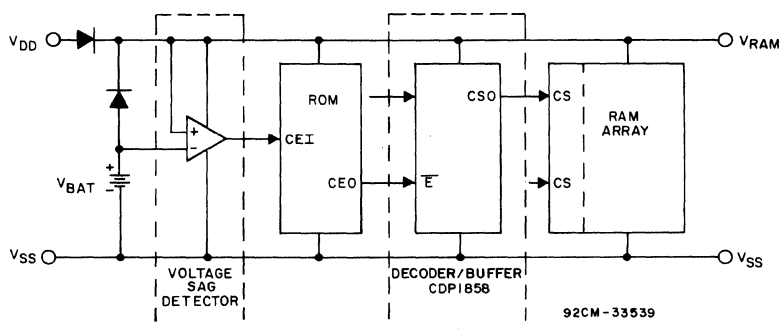 VDD
VRAM
ROM
CSO
CS
RAM
ARRAY
+
-
CEI
+
-
VBAT
CEO
E̅
CS
VSS
VSS
VOLTAGE
SAG
DETECTOR
DECODER/BUFFER
CDP1858
92CM-33539